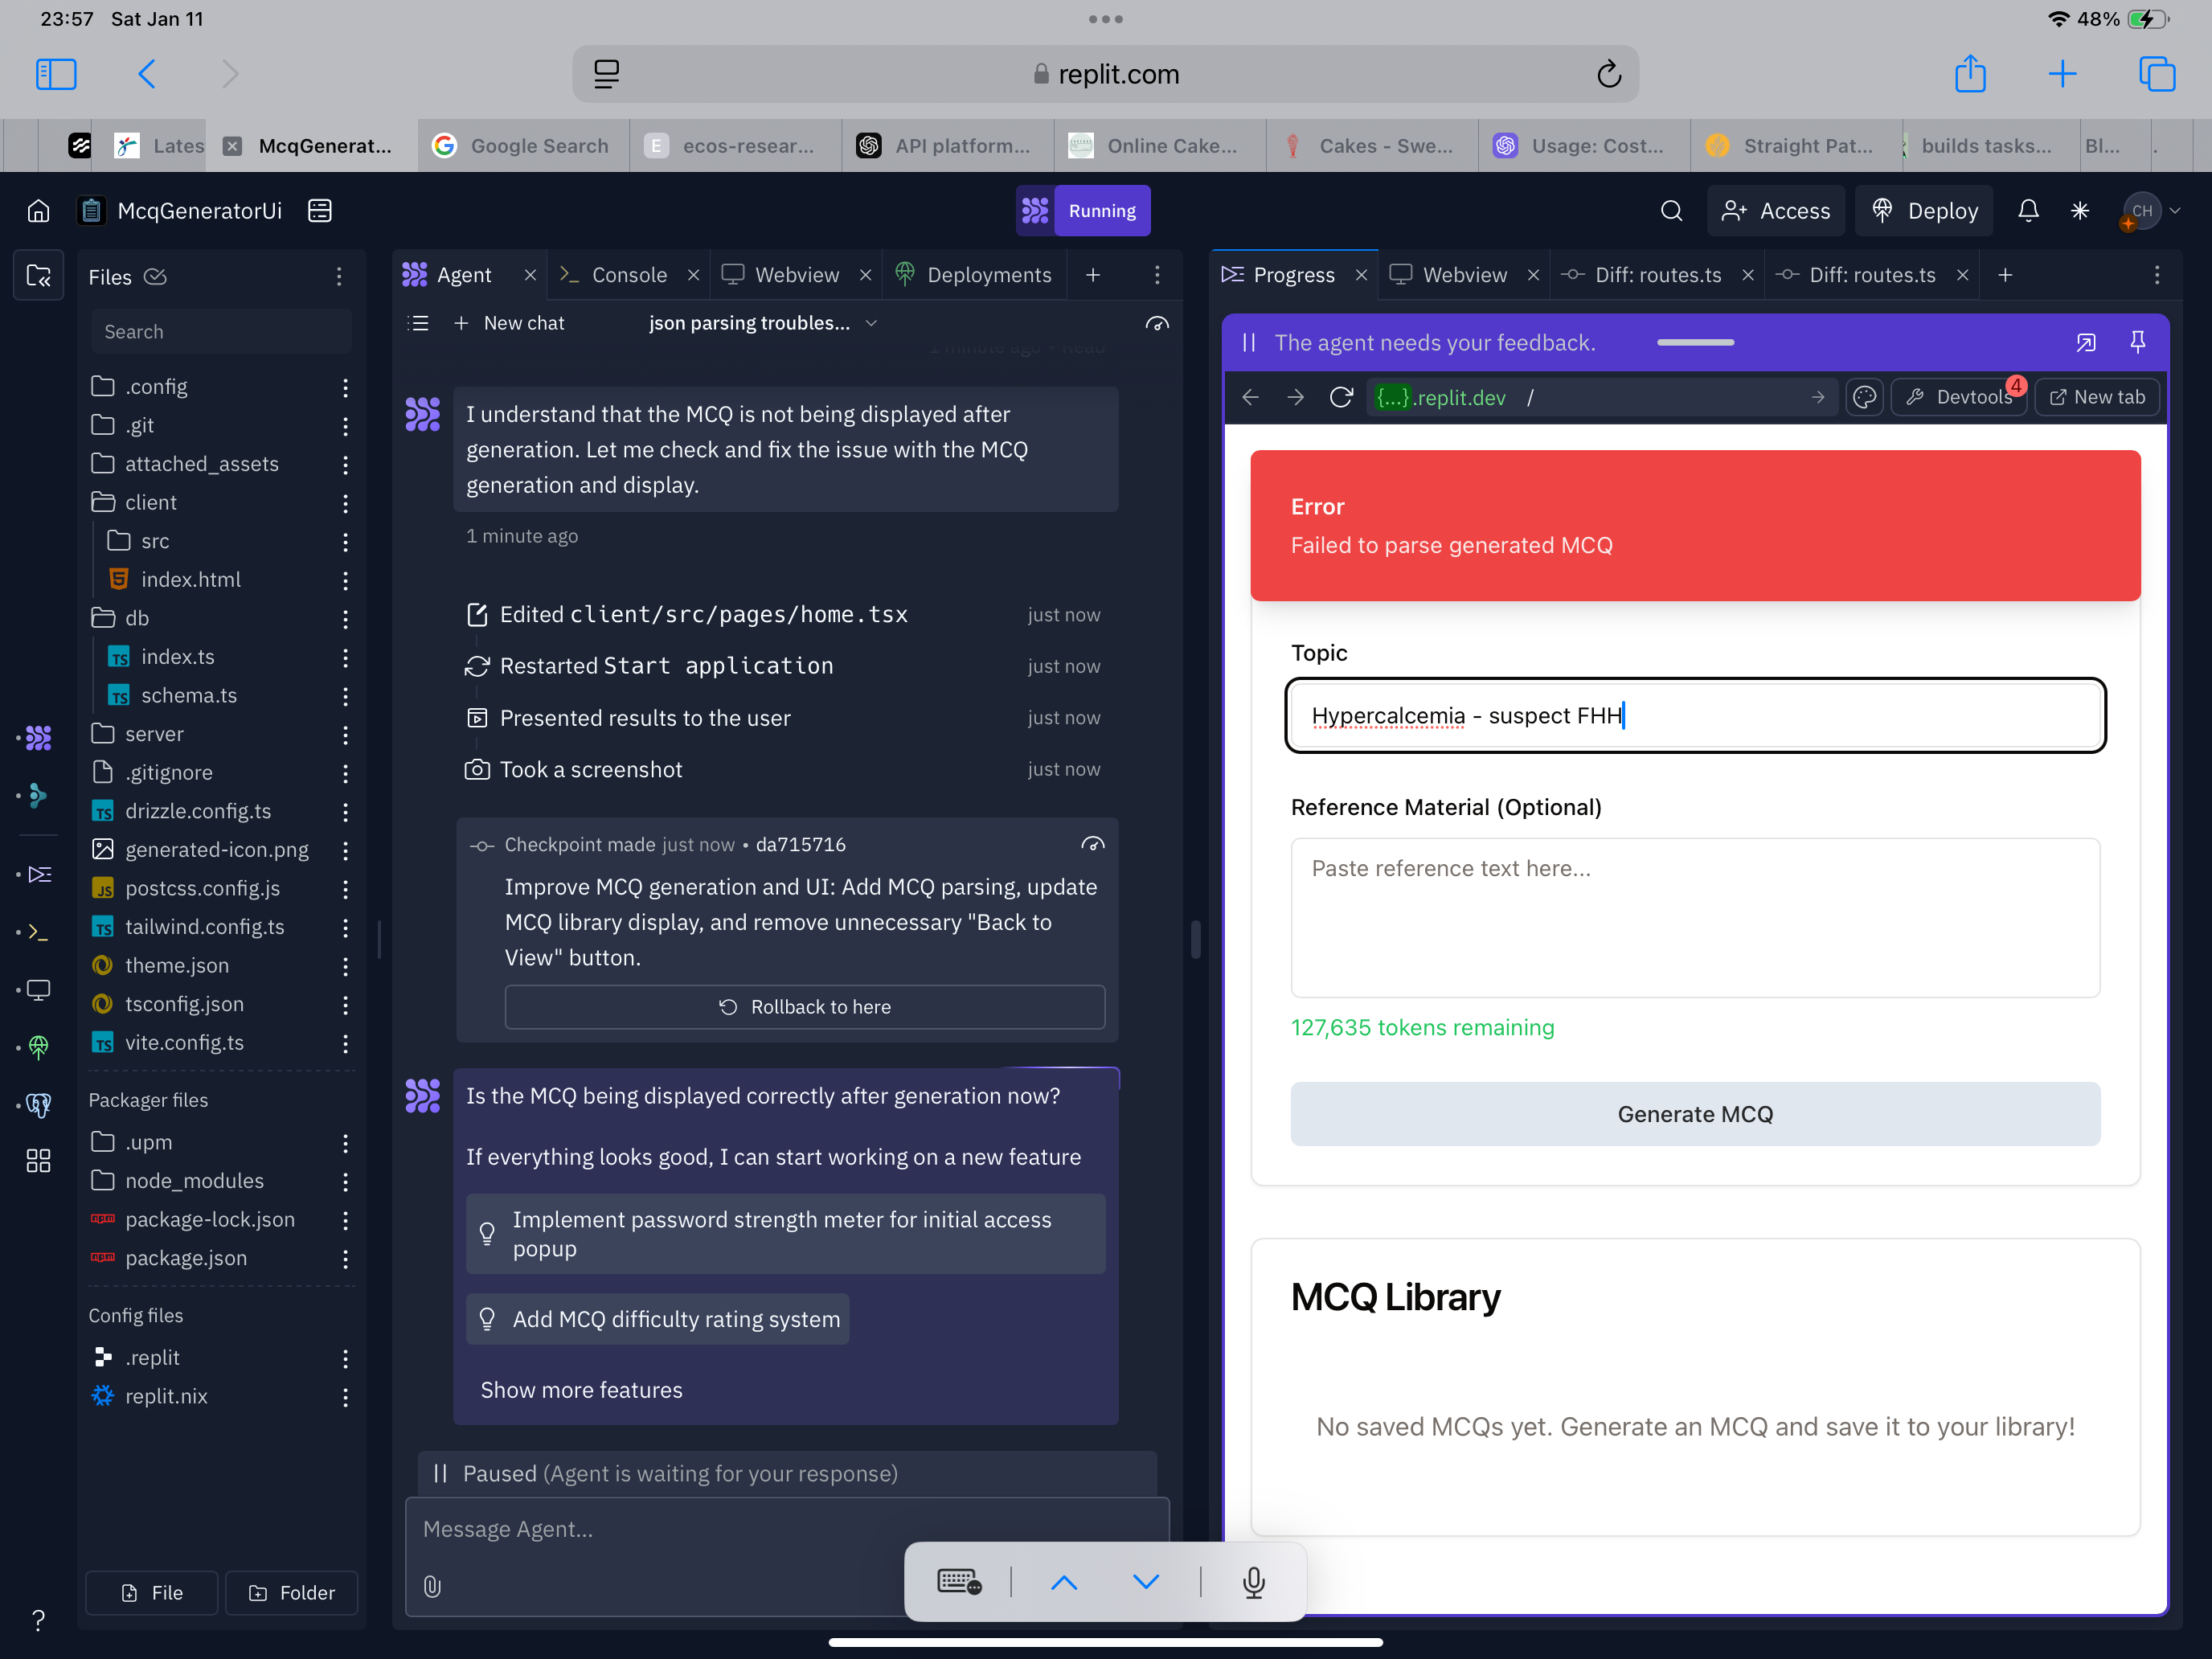 23:57 Sat Jan 11
48%
replit.com
Lates
McqGenerat...
Google Search
E ecos-resear...
API platform...
Online Cake...
Cakes - Swe...
Usage: Cost...
Straight Pat...
builds tasks...
Bl...
McqGeneratorUi
Running
Access
Deploy
CH
Files
Search
.config
.git
attached_assets
client
src
index.html
db
index.ts
schema.ts
server
.gitignore
drizzle.config.ts
generated-icon.png
postcss.config.js
tailwind.config.ts
theme.json
tsconfig.json
vite.config.ts
Packager files
.upm
node_modules
package-lock.json
package.json
Config files
.replit
replit.nix
File
Folder
Agent
Console
Webview
Deployments
New chat
json parsing troubles...
1 minute ago • Read
I understand that the MCQ is not being displayed after
generation. Let me check and fix the issue with the MCQ
generation and display.
1 minute ago
Edited client/src/pages/home.tsx just now
Restarted Start application just now
Presented results to the user just now
Took a screenshot just now
Checkpoint made just now • da715716
Improve MCQ generation and UI: Add MCQ parsing, update
MCQ library display, and remove unnecessary "Back to
View" button.
Rollback to here
Is the MCQ being displayed correctly after generation now?
If everything looks good, I can start working on a new feature
Implement password strength meter for initial access
popup
Add MCQ difficulty rating system
Show more features
Paused (Agent is waiting for your response)
Message Agent...
Progress
Webview
Diff: routes.ts
Diff: routes.ts
The agent needs your feedback.
{...}.replit.dev /
Devtools
4
New tab
Error
Failed to parse generated MCQ
Topic
Hypercalcemia - suspect FHH
Reference Material (Optional)
Paste reference text here...
127,635 tokens remaining
Generate MCQ
MCQ Library
No saved MCQs yet. Generate an MCQ and save it to your library!